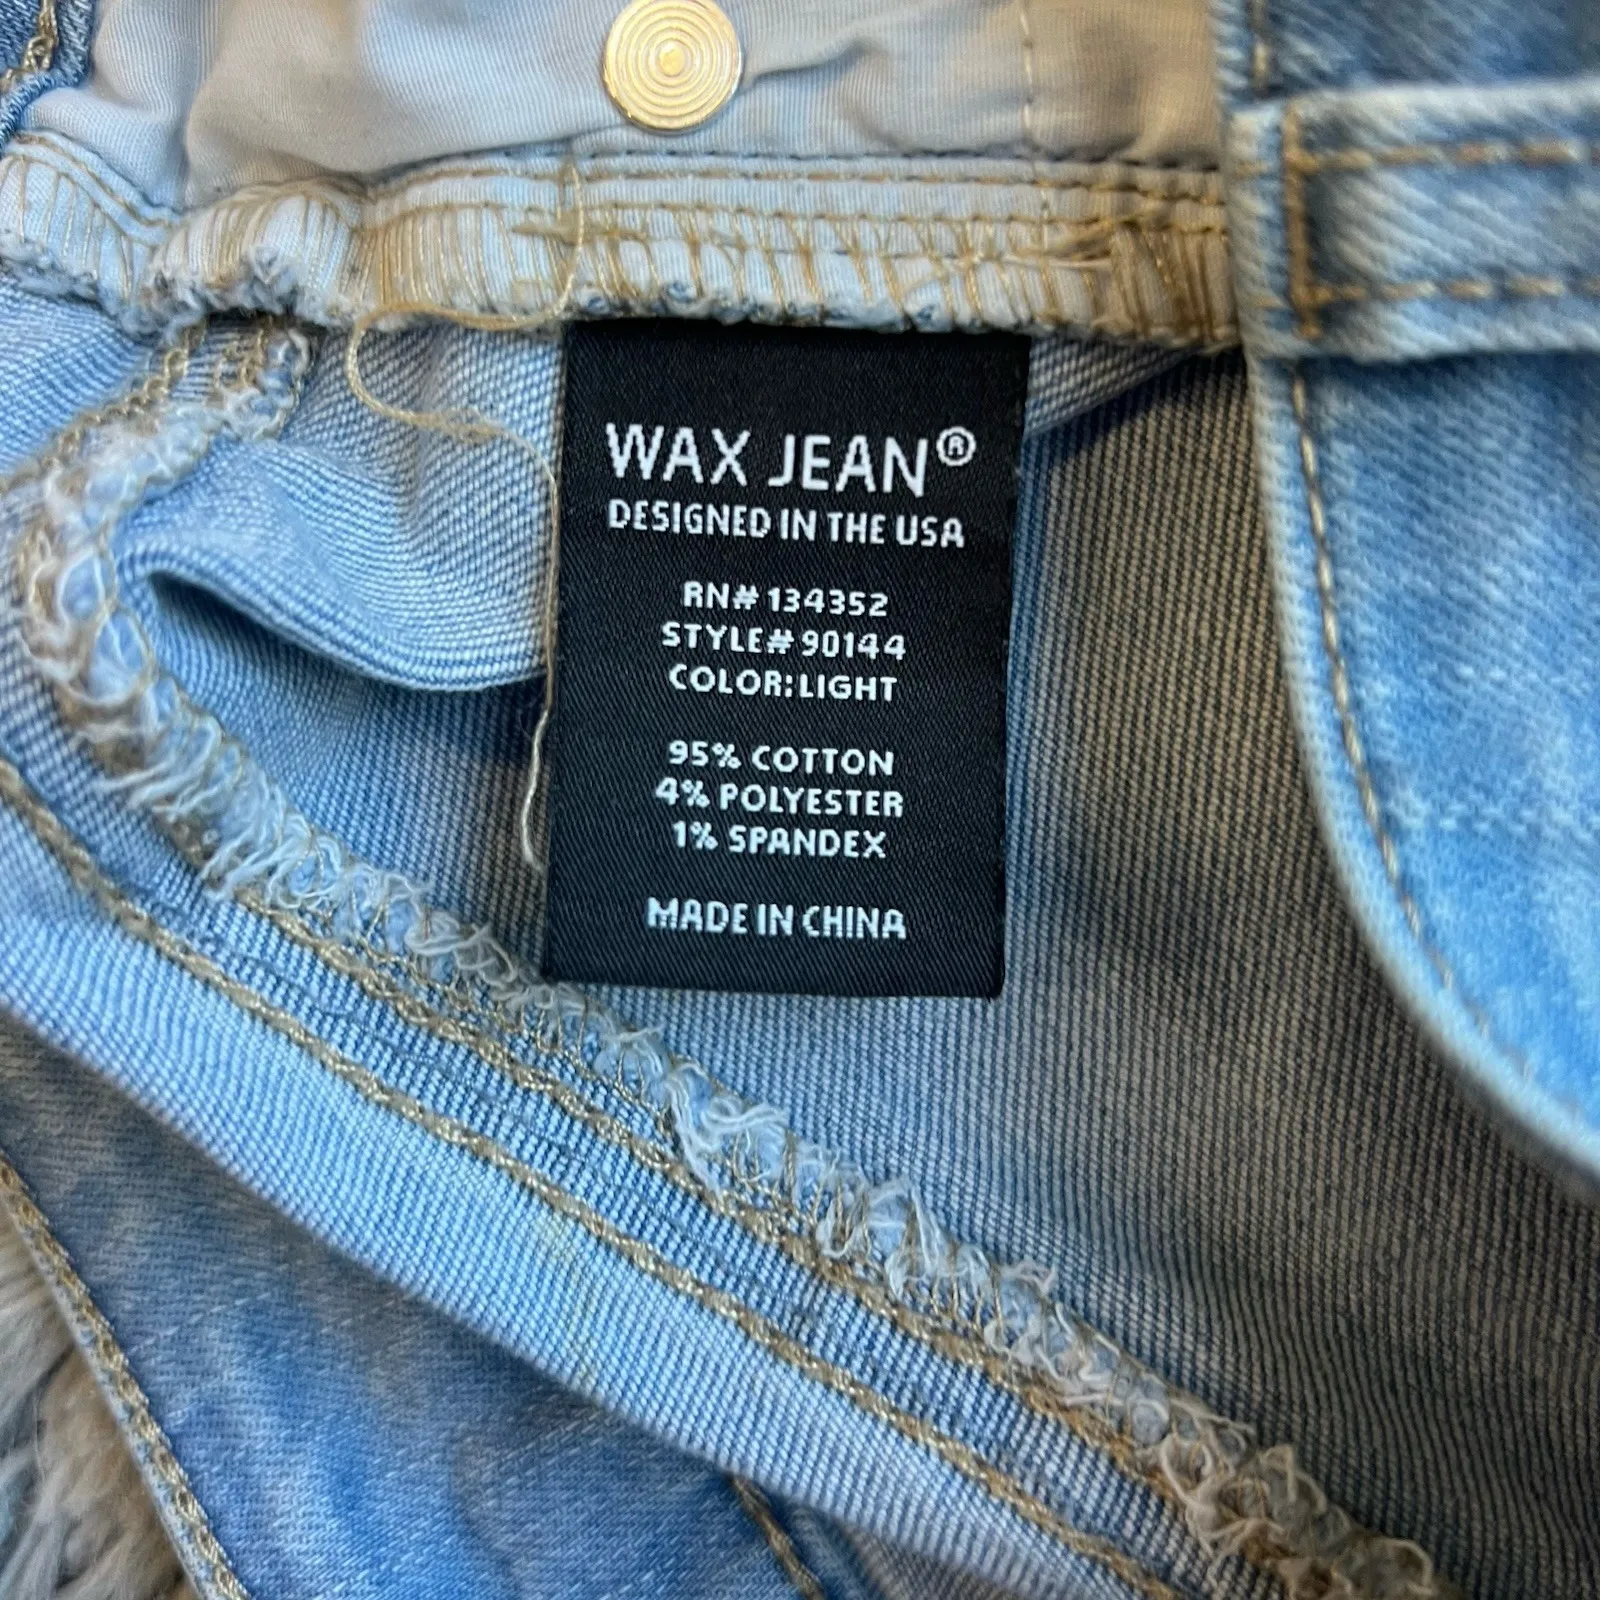 WAX JEAN®
DESIGNED IN THE USA
RN# 134352
STYLE# 90144
COLOR:LIGHT
95% COTTON
4% POLYESTER
1% SPANDEX
MADE IN CHINA